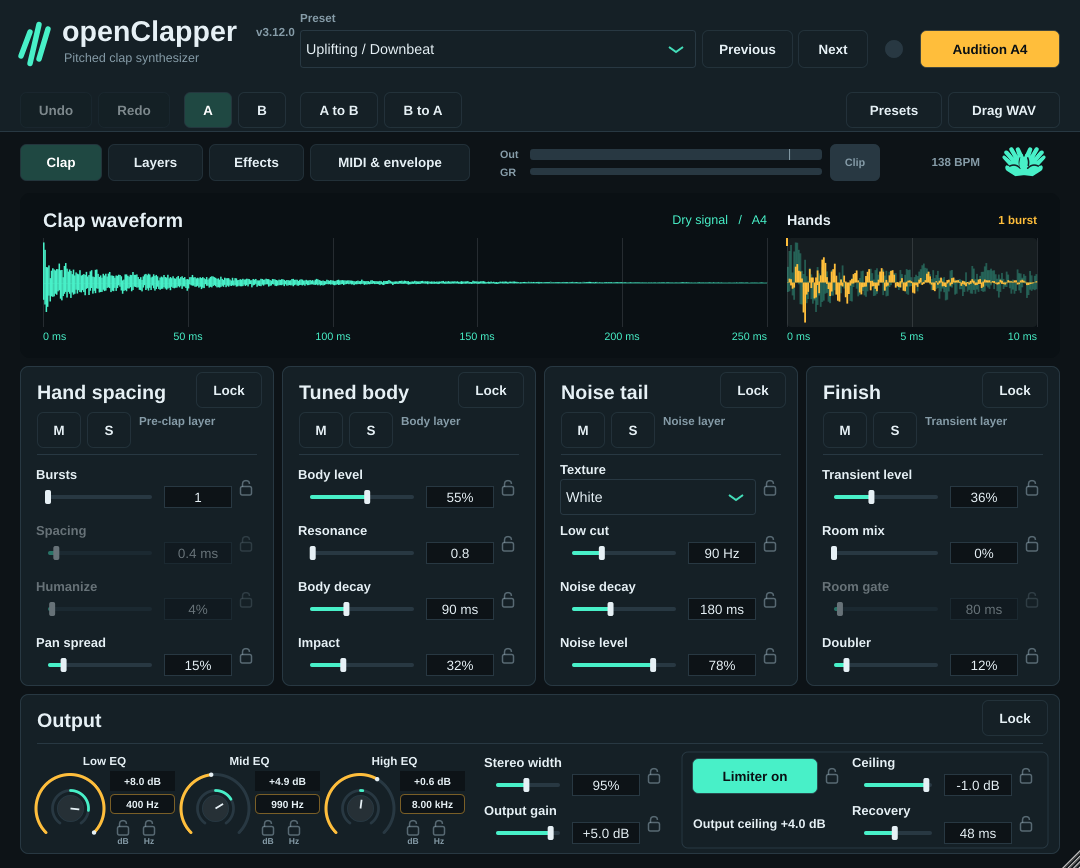 openClapper
v3.12.0
Pitched clap synthesizer
Preset
Uplifting / Downbeat
Previous
Next
Audition A4
Undo
Redo
A
B
A to B
B to A
Presets
Drag WAV
Clap
Layers
Effects
MIDI & envelope
Out
GR
Clip
138 BPM
Clap waveform
Dry signal / A4
0 ms
50 ms
100 ms
150 ms
200 ms
250 ms
Hands
1 burst
0 ms
5 ms
10 ms
Hand spacing
Lock
M
S
Pre-clap layer
Bursts
1
Spacing
0.4 ms
Humanize
4%
Pan spread
15%
Tuned body
Lock
M
S
Body layer
Body level
55%
Resonance
0.8
Body decay
90 ms
Impact
32%
Noise tail
Lock
M
S
Noise layer
Texture
White
Low cut
90 Hz
Noise decay
180 ms
Noise level
78%
Finish
Lock
M
S
Transient layer
Transient level
36%
Room mix
0%
Room gate
80 ms
Doubler
12%
Output
Lock
Low EQ
+8.0 dB
400 Hz
dB
Hz
Mid EQ
+4.9 dB
990 Hz
dB
Hz
High EQ
+0.6 dB
8.00 kHz
dB
Hz
Stereo width
95%
Output gain
+5.0 dB
Limiter on
Output ceiling +4.0 dB
Ceiling
-1.0 dB
Recovery
48 ms